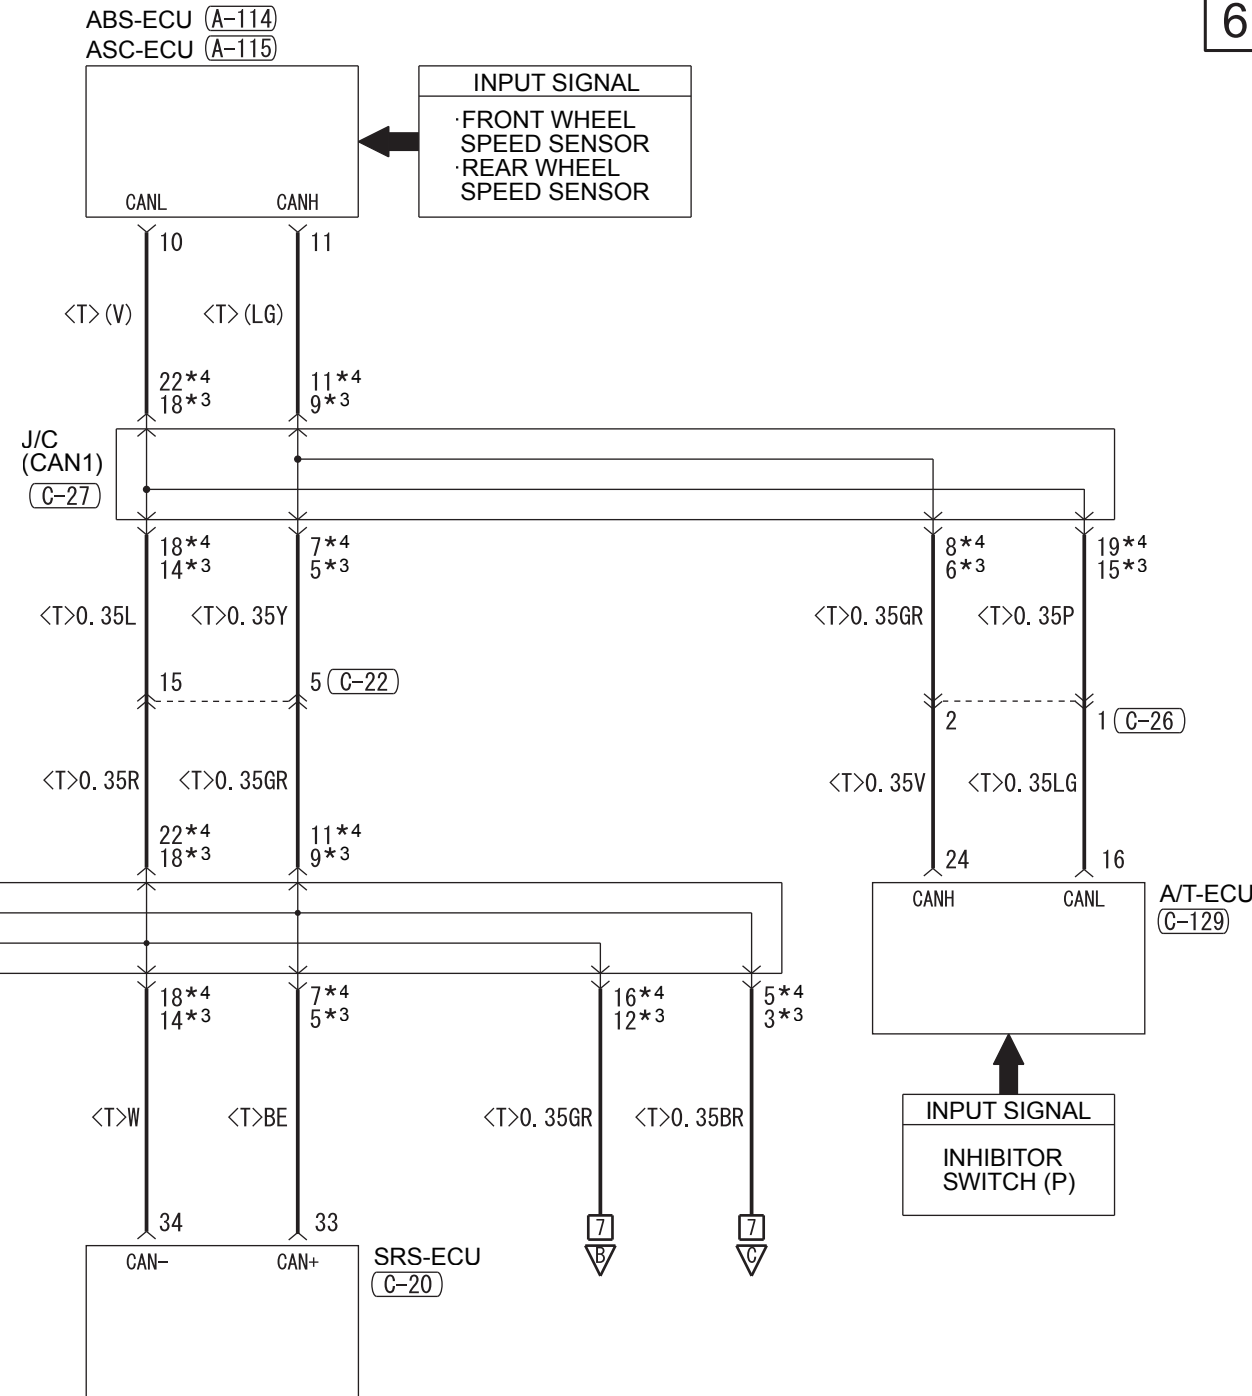 6
ABS-ECU (A-114)
ASC-ECU (A-115)
INPUT SIGNAL
·FRONT WHEEL
SPEED SENSOR
·REAR WHEEL
SPEED SENSOR
CANL CANH
10 11
<T>(V) <T>(LG)
22*4 11*4
18*3 9*3
J/C
(CAN1)
C-27
18*4 7*4 8*4 19*4
14*3 5*3 6*3 15*3
<T>0.35L <T>0.35Y <T>0.35GR <T>0.35P
15 5 C-22
2 1 C-26
<T>0.35R <T>0.35GR <T>0.35V <T>0.35LG
22*4 11*4
18*3 9*3
24 16
CANH CANL
A/T-ECU
C-129
18*4 7*4 16*4 5*4
14*3 5*3 12*3 3*3
<T>W <T>BE <T>0.35GR <T>0.35BR
INPUT SIGNAL
INHIBITOR
SWITCH (P)
34 33 7 7
B C
CAN- CAN+
SRS-ECU
C-20